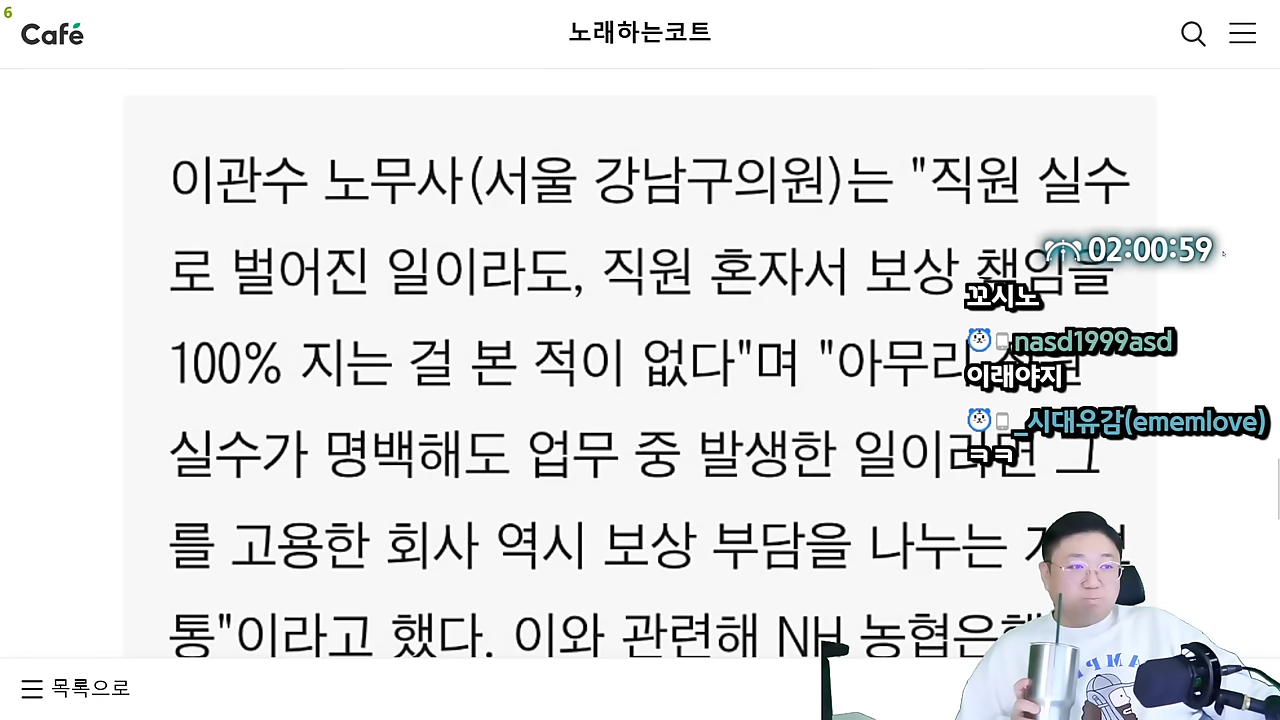 6
Café
노래하는코트
이관수 노무사(서울 강남구의원)는 "직원 실수
로 벌어진 일이라도, 직원 혼자서 보상 책임을
02:00:59
꼬시노
100% 지는 걸 본 적이 없다"며 "아무리
nasd1999asd
이래야지
_시대유감(ememlove)
실수가 명백해도 업무 중 발생한 일이라면 그
ㅋㅋ
를 고용한 회사 역시 보상 부담을 나누는
통"이라고 했다. 이와 관련해 NH 농협은행
목록으로